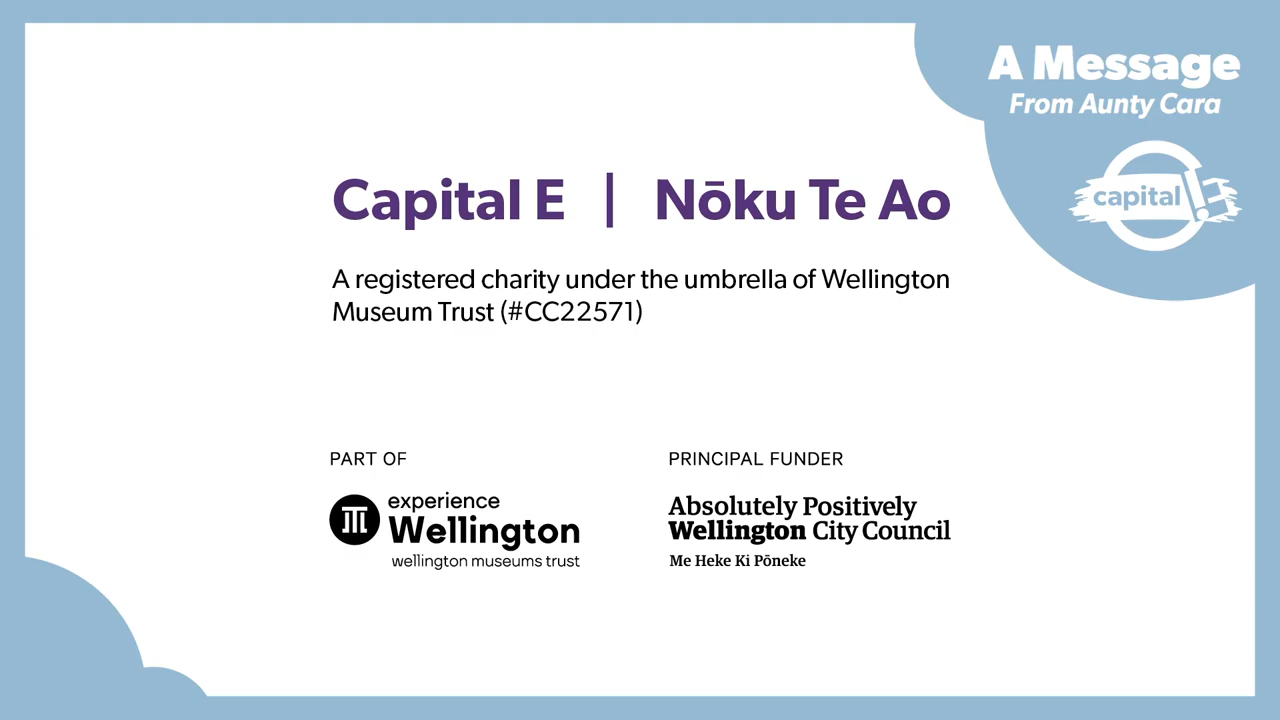 A Message
From Aunty Cara
capital E
Capital E | Nōku Te Ao
A registered charity under the umbrella of Wellington
Museum Trust (#CC22571)
PART OF
experience
Wellington
wellington museums trust
PRINCIPAL FUNDER
Absolutely Positively
Wellington City Council
Me Heke Ki Pōneke